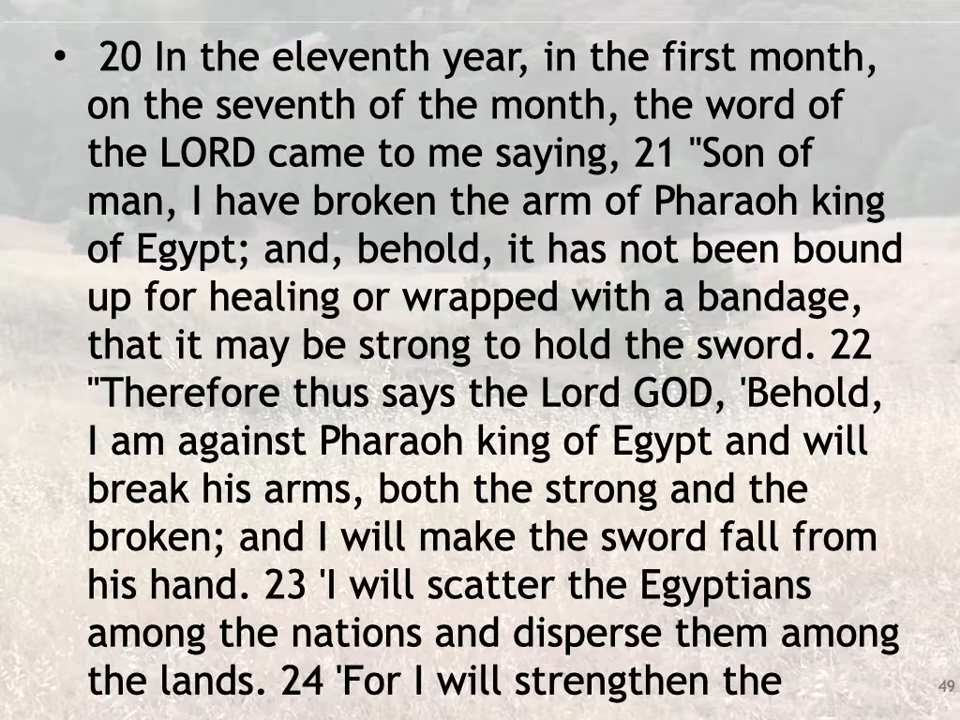 • 20 In the eleventh year, in the first month,
on the seventh of the month, the word of
the LORD came to me saying, 21 "Son of
man, I have broken the arm of Pharaoh king
of Egypt; and, behold, it has not been bound
up for healing or wrapped with a bandage,
that it may be strong to hold the sword. 22
"Therefore thus says the Lord GOD, 'Behold,
I am against Pharaoh king of Egypt and will
break his arms, both the strong and the
broken; and I will make the sword fall from
his hand. 23 'I will scatter the Egyptians
among the nations and disperse them among
the lands. 24 'For I will strengthen the
49